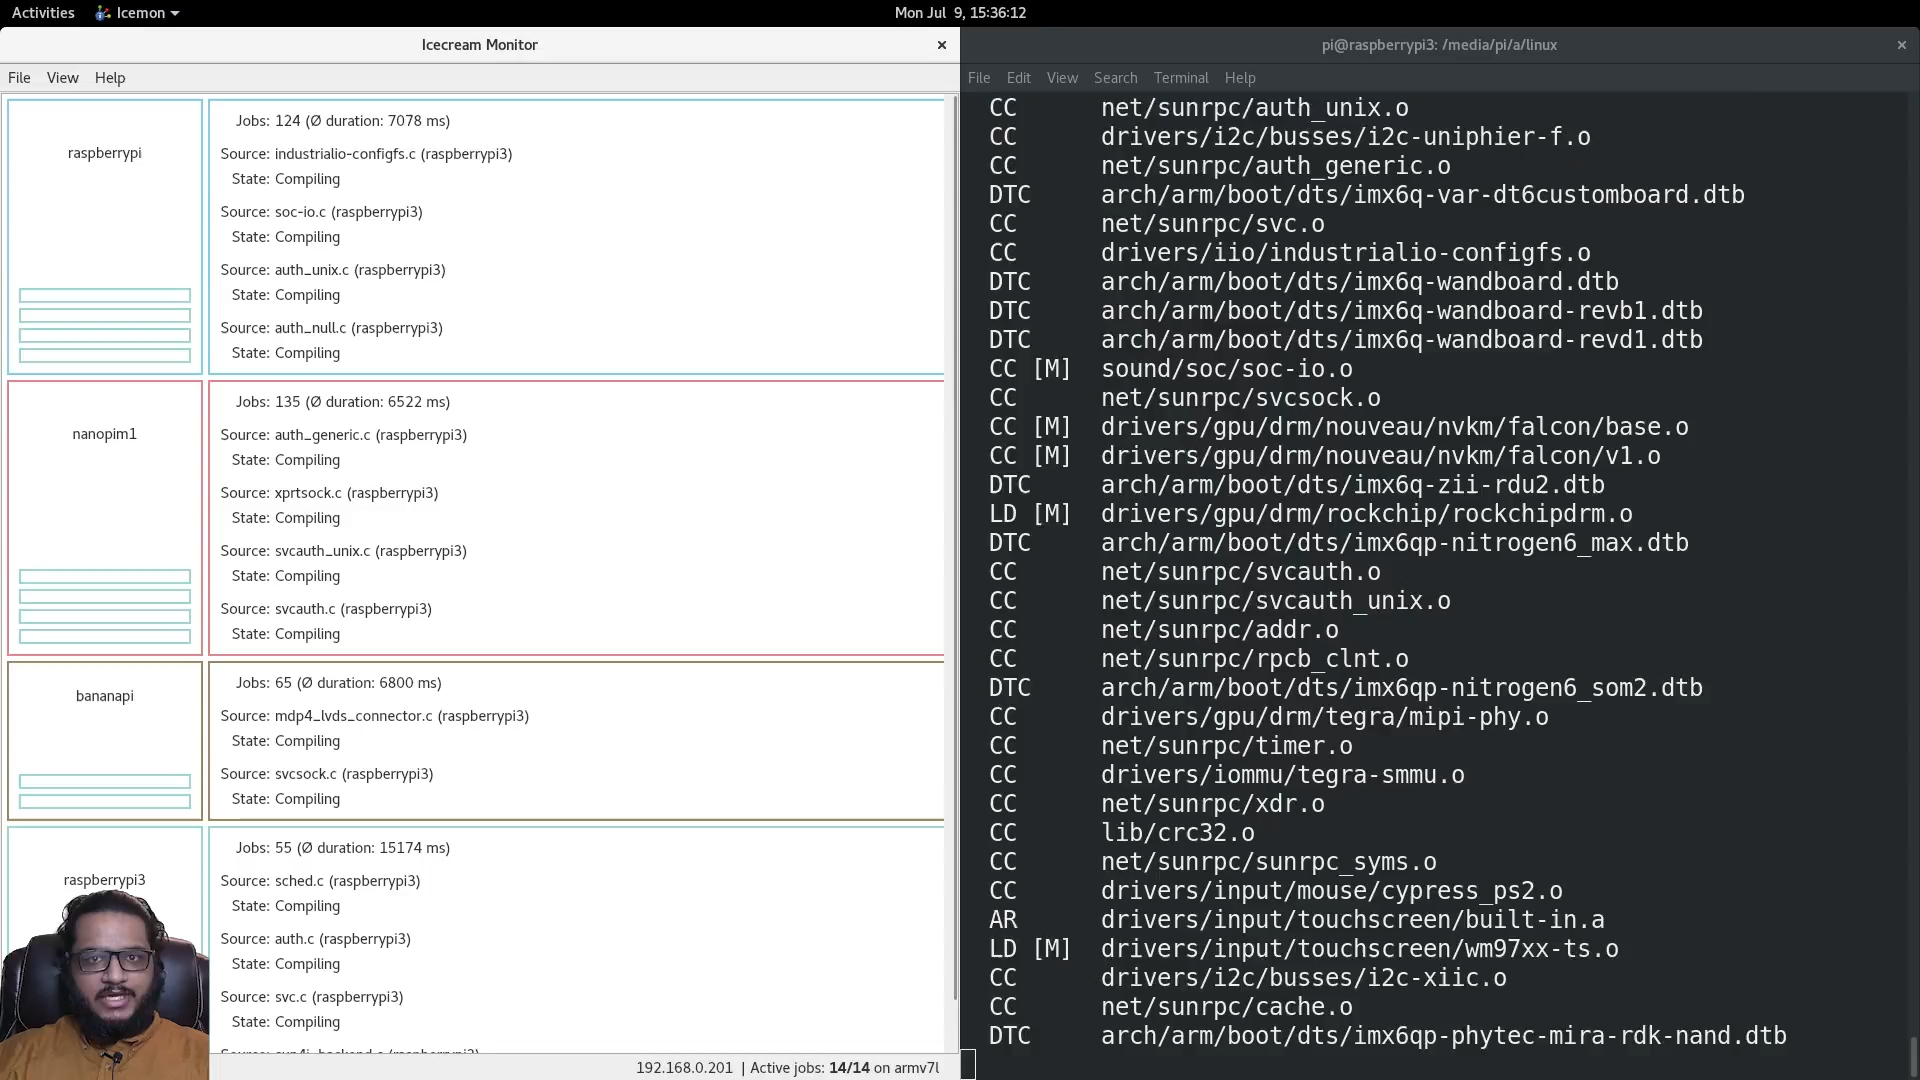 Activities Icemon Mon Jul 9, 15:36:12
Icecream Monitor
File View Help
raspberrypi
Jobs: 124 (Ø duration: 7078 ms)
Source: industrialio-configfs.c (raspberrypi3)
State: Compiling
Source: soc-io.c (raspberrypi3)
State: Compiling
Source: auth_unix.c (raspberrypi3)
State: Compiling
Source: auth_null.c (raspberrypi3)
State: Compiling
nanopim1
Jobs: 135 (Ø duration: 6522 ms)
Source: auth_generic.c (raspberrypi3)
State: Compiling
Source: xprtsock.c (raspberrypi3)
State: Compiling
Source: svcauth_unix.c (raspberrypi3)
State: Compiling
Source: svcauth.c (raspberrypi3)
State: Compiling
bananapi
Jobs: 65 (Ø duration: 6800 ms)
Source: mdp4_lvds_connector.c (raspberrypi3)
State: Compiling
Source: svcsock.c (raspberrypi3)
State: Compiling
raspberrypi3
Jobs: 55 (Ø duration: 15174 ms)
Source: sched.c (raspberrypi3)
State: Compiling
Source: auth.c (raspberrypi3)
State: Compiling
Source: svc.c (raspberrypi3)
State: Compiling
192.168.0.201 | Active jobs: 14/14 on armv7l
pi@raspberrypi3: /media/pi/a/linux
File Edit View Search Terminal Help
CC net/sunrpc/auth_unix.o
CC drivers/i2c/busses/i2c-uniphier-f.o
CC net/sunrpc/auth_generic.o
DTC arch/arm/boot/dts/imx6q-var-dt6customboard.dtb
CC net/sunrpc/svc.o
CC drivers/iio/industrialio-configfs.o
DTC arch/arm/boot/dts/imx6q-wandboard.dtb
DTC arch/arm/boot/dts/imx6q-wandboard-revb1.dtb
DTC arch/arm/boot/dts/imx6q-wandboard-revd1.dtb
CC [M] sound/soc/soc-io.o
CC net/sunrpc/svcsock.o
CC [M] drivers/gpu/drm/nouveau/nvkm/falcon/base.o
CC [M] drivers/gpu/drm/nouveau/nvkm/falcon/v1.o
DTC arch/arm/boot/dts/imx6q-zii-rdu2.dtb
LD [M] drivers/gpu/drm/rockchip/rockchipdrm.o
DTC arch/arm/boot/dts/imx6qp-nitrogen6_max.dtb
CC net/sunrpc/svcauth.o
CC net/sunrpc/svcauth_unix.o
CC net/sunrpc/addr.o
CC net/sunrpc/rpcb_clnt.o
DTC arch/arm/boot/dts/imx6qp-nitrogen6_som2.dtb
CC drivers/gpu/drm/tegra/mipi-phy.o
CC net/sunrpc/timer.o
CC drivers/iommu/tegra-smmu.o
CC net/sunrpc/xdr.o
CC lib/crc32.o
CC net/sunrpc/sunrpc_syms.o
CC drivers/input/mouse/cypress_ps2.o
AR drivers/input/touchscreen/built-in.a
LD [M] drivers/input/touchscreen/wm97xx-ts.o
CC drivers/i2c/busses/i2c-xiic.o
CC net/sunrpc/cache.o
DTC arch/arm/boot/dts/imx6qp-phytec-mira-rdk-nand.dtb